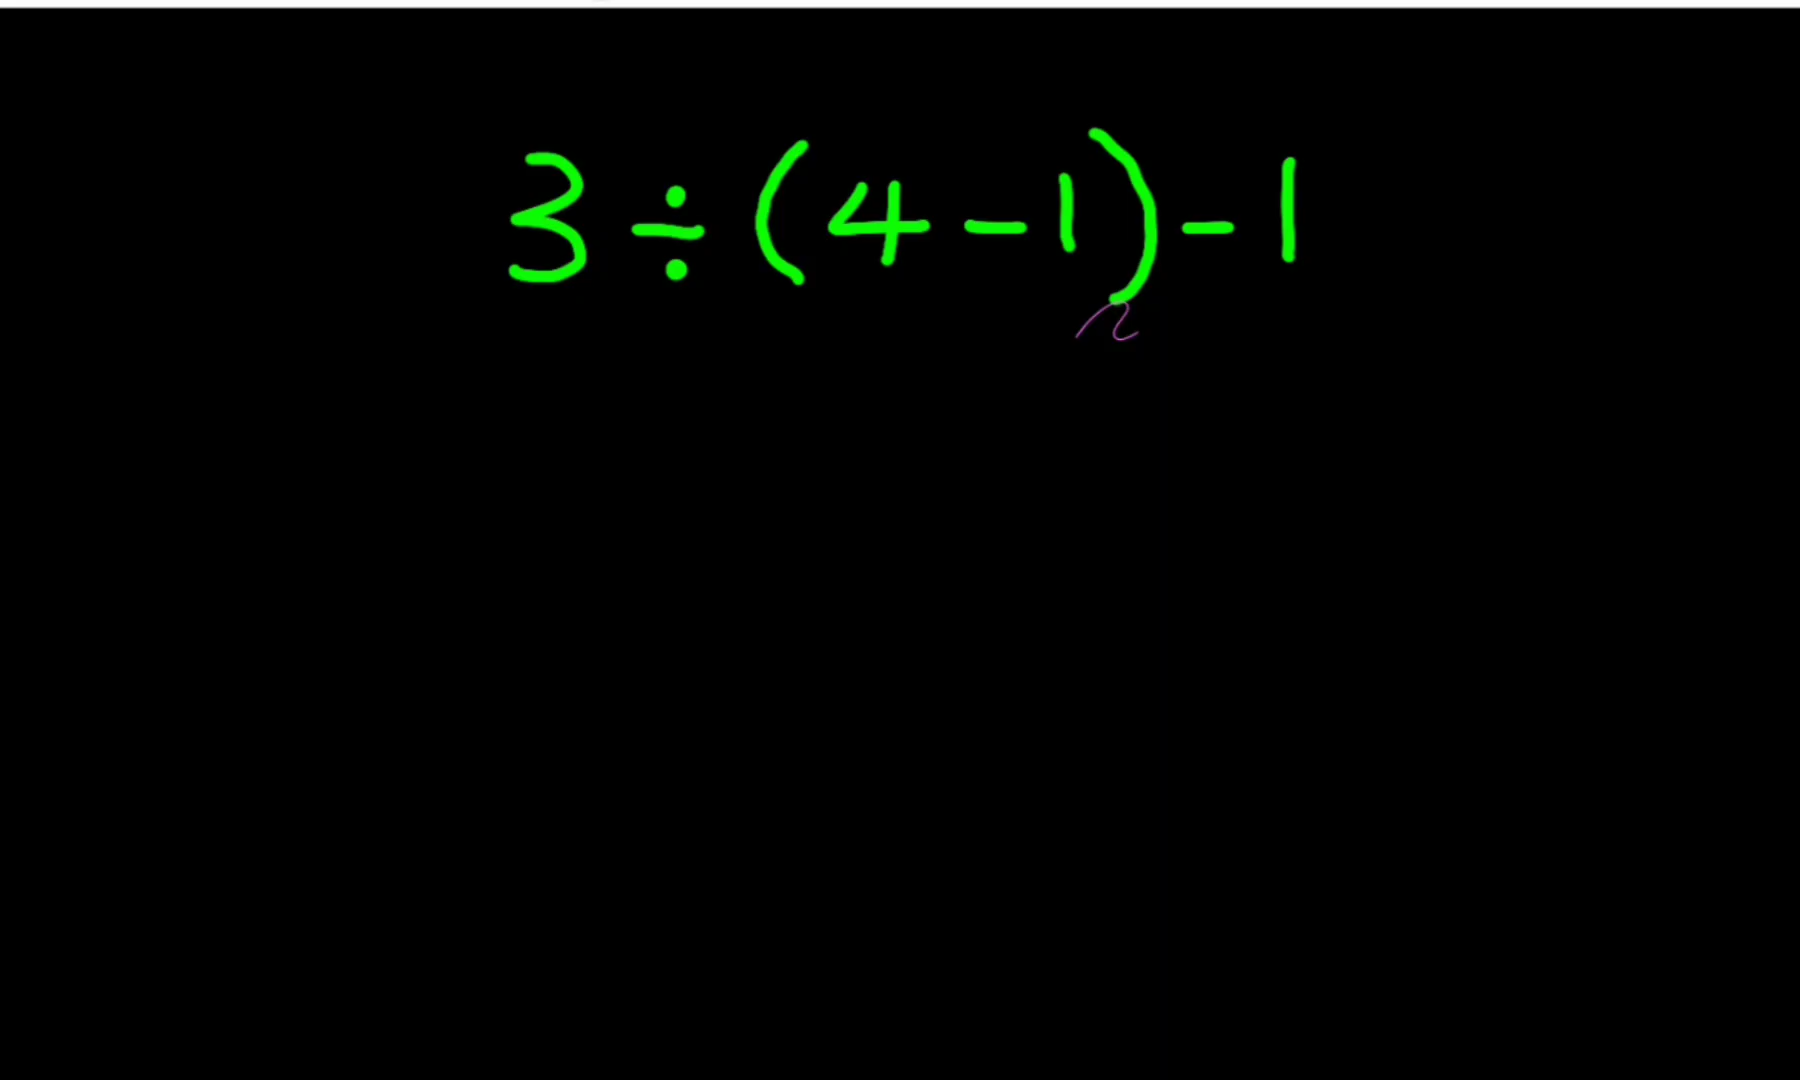 3 ÷ (4 - 1) - 1